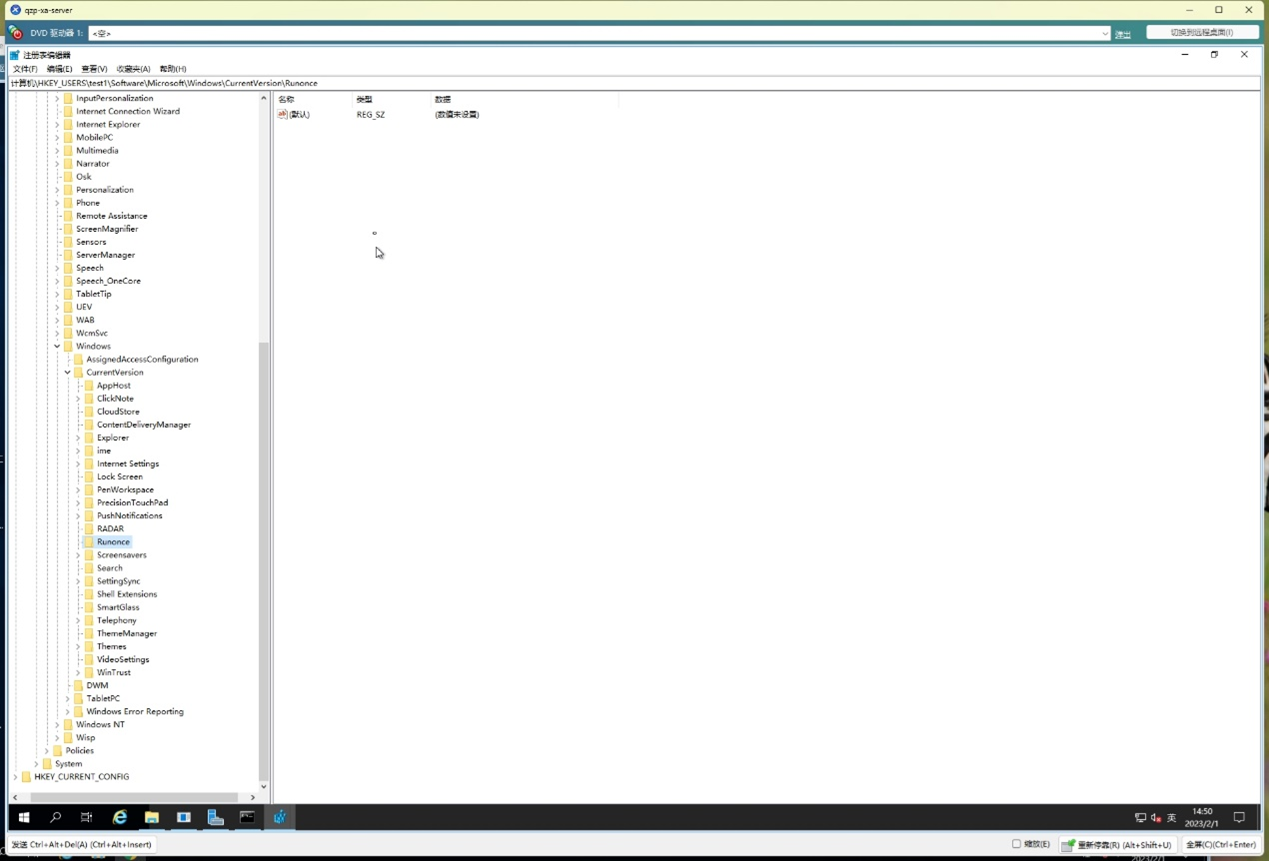 qzp-xa-server
DVD 驱动器 1: <空> 弹出 切换到远程桌面(I)
注册表编辑器
文件(F) 编辑(E) 查看(V) 收藏夹(A) 帮助(H)
计算机\HKEY_USERS\test1\Software\Microsoft\Windows\CurrentVersion\Runonce
名称 类型 数据
ab (默认) REG_SZ (数值未设置)
InputPersonalization
Internet Connection Wizard
Internet Explorer
MobilePC
Multimedia
Narrator
Osk
Personalization
Phone
Remote Assistance
ScreenMagnifier
Sensors
ServerManager
Speech
Speech_OneCore
TabletTip
UEV
WAB
WcmSvc
Windows
AssignedAccessConfiguration
CurrentVersion
AppHost
ClickNote
CloudStore
ContentDeliveryManager
Explorer
ime
Internet Settings
Lock Screen
PenWorkspace
PrecisionTouchPad
PushNotifications
RADAR
Runonce
Screensavers
Search
SettingSync
Shell Extensions
SmartGlass
Telephony
ThemeManager
Themes
VideoSettings
WinTrust
DWM
TabletPC
Windows Error Reporting
Windows NT
Wisp
Policies
System
HKEY_CURRENT_CONFIG
英
14:50
2023/2/1
发送 Ctrl+Alt+Del(A) (Ctrl+Alt+Insert) 缩放(E) 重新停靠(R) (Alt+Shift+U) 全屏(C)(Ctrl+Enter)